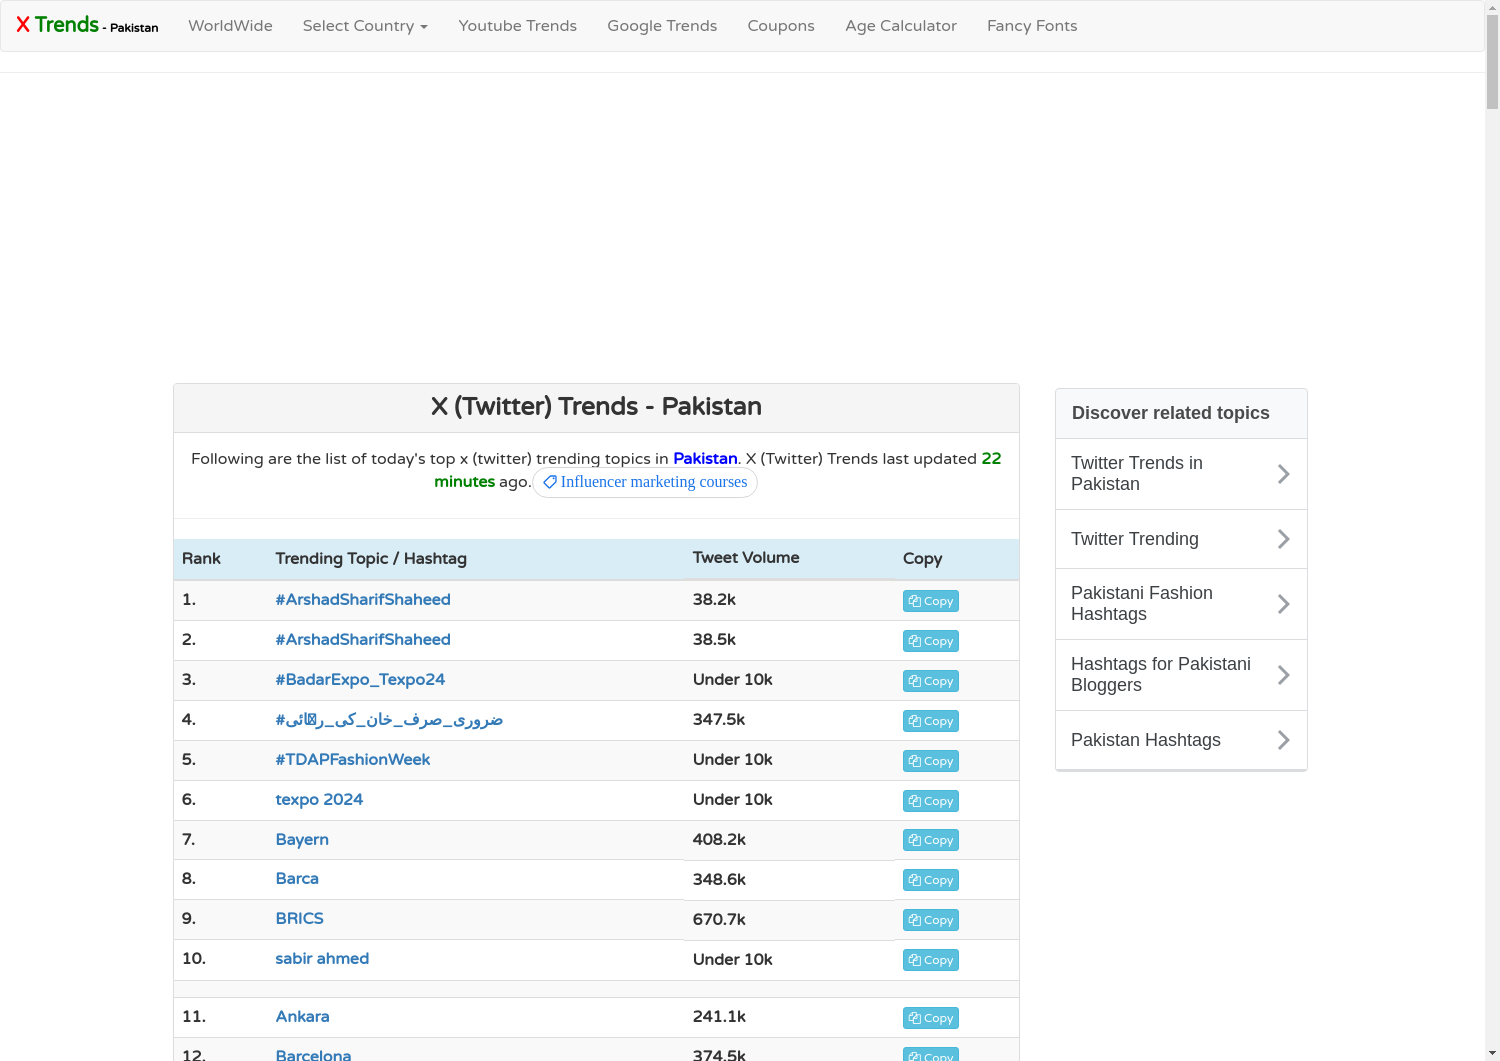 X Trends - Pakistan WorldWide Select Country Youtube Trends Google Trends Coupons Age Calculator Fancy Fonts
X (Twitter) Trends - Pakistan
Following are the list of today's top x (twitter) trending topics in Pakistan. X (Twitter) Trends last updated 22
minutes ago. Influencer marketing courses
Rank Trending Topic / Hashtag Tweet Volume Copy
1. #ArshadSharifShaheed 38.2k Copy
2. #ArshadSharifShaheed 38.5k Copy
3. #BadarExpo_Texpo24 Under 10k Copy
4. #ضروری_صرف_خان_کی_رائی 347.5k Copy
5. #TDAPFashionWeek Under 10k Copy
6. texpo 2024 Under 10k Copy
7. Bayern 408.2k Copy
8. Barca 348.6k Copy
9. BRICS 670.7k Copy
10. sabir ahmed Under 10k Copy
11. Ankara 241.1k Copy
12. Barcelona 374.5k Copy
Discover related topics
Twitter Trends in
Pakistan
Twitter Trending
Pakistani Fashion
Hashtags
Hashtags for Pakistani
Bloggers
Pakistan Hashtags